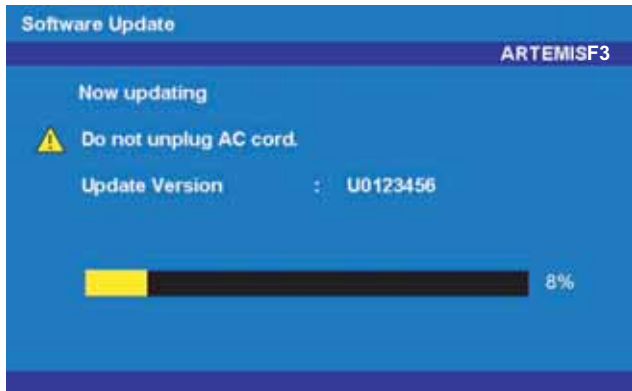 Software Update
ARTEMISF3
Now updating
Do not unplug AC cord.
Update Version : U0123456
8%